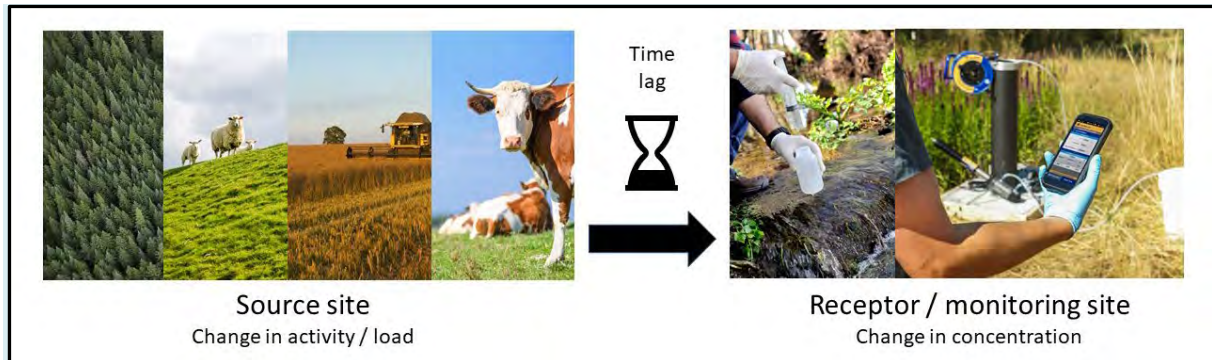 Time
lag
Source site
Change in activity / load
Receptor / monitoring site
Change in concentration